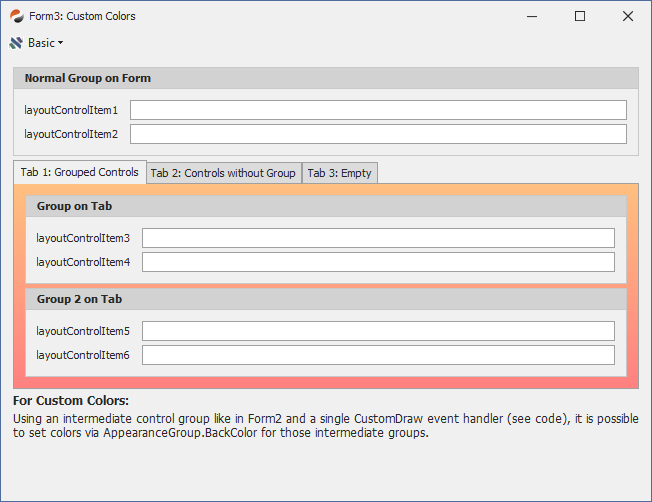 Form3: Custom Colors
Basic
Normal Group on Form
layoutControlItem1
layoutControlItem2
Tab 1: Grouped Controls Tab 2: Controls without Group Tab 3: Empty
Group on Tab
layoutControlItem3
layoutControlItem4
Group 2 on Tab
layoutControlItem5
layoutControlItem6
For Custom Colors:
Using an intermediate control group like in Form2 and a single CustomDraw event handler (see code), it is possible
to set colors via AppearanceGroup.BackColor for those intermediate groups.